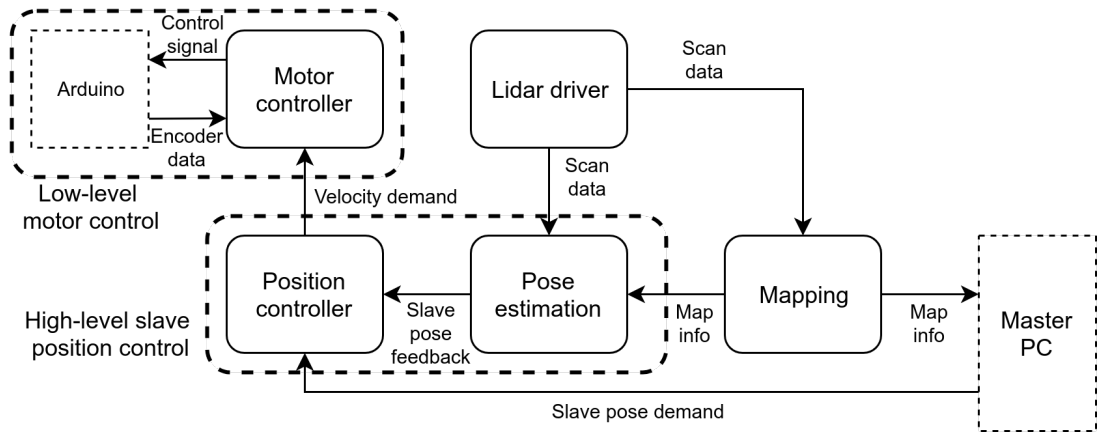 Control
signal
Arduino
Motor
controller
Encoder
data
Low-level
motor control
Lidar driver
Scan
data
Scan
data
Velocity demand
High-level slave
position control
Position
controller
Slave
pose
feedback
Pose
estimation
Map
info
Mapping
Map
info
Master
PC
Slave pose demand